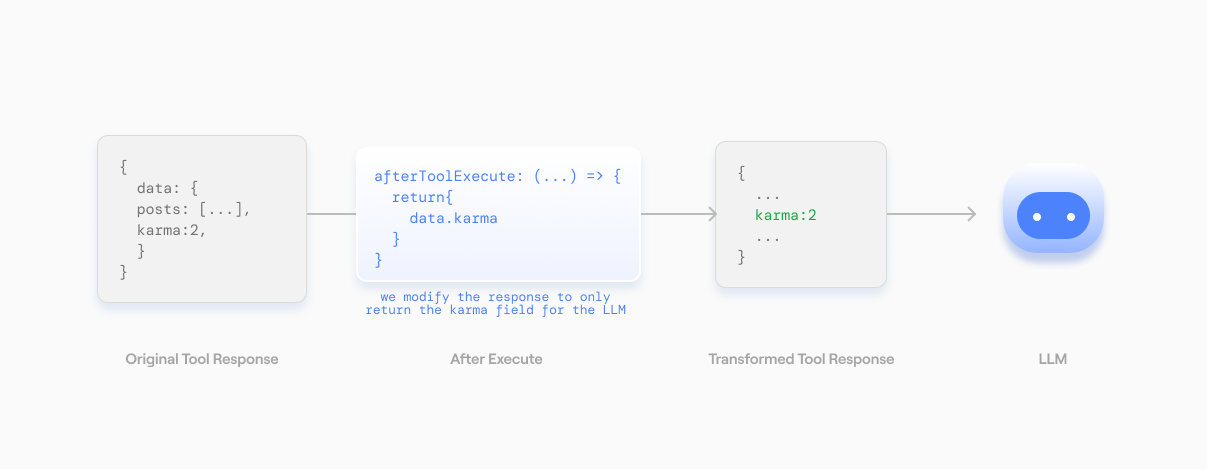 {
  data: {
  posts: [...],
  karma:2,
  }
}
afterToolExecute: (...) => {
  return{
    data.karma
  }
}
we modify the response to only
return the karma field for the LLM
{
  ...
  karma:2
  ...
}
Original Tool Response
After Execute
Transformed Tool Response
LLM